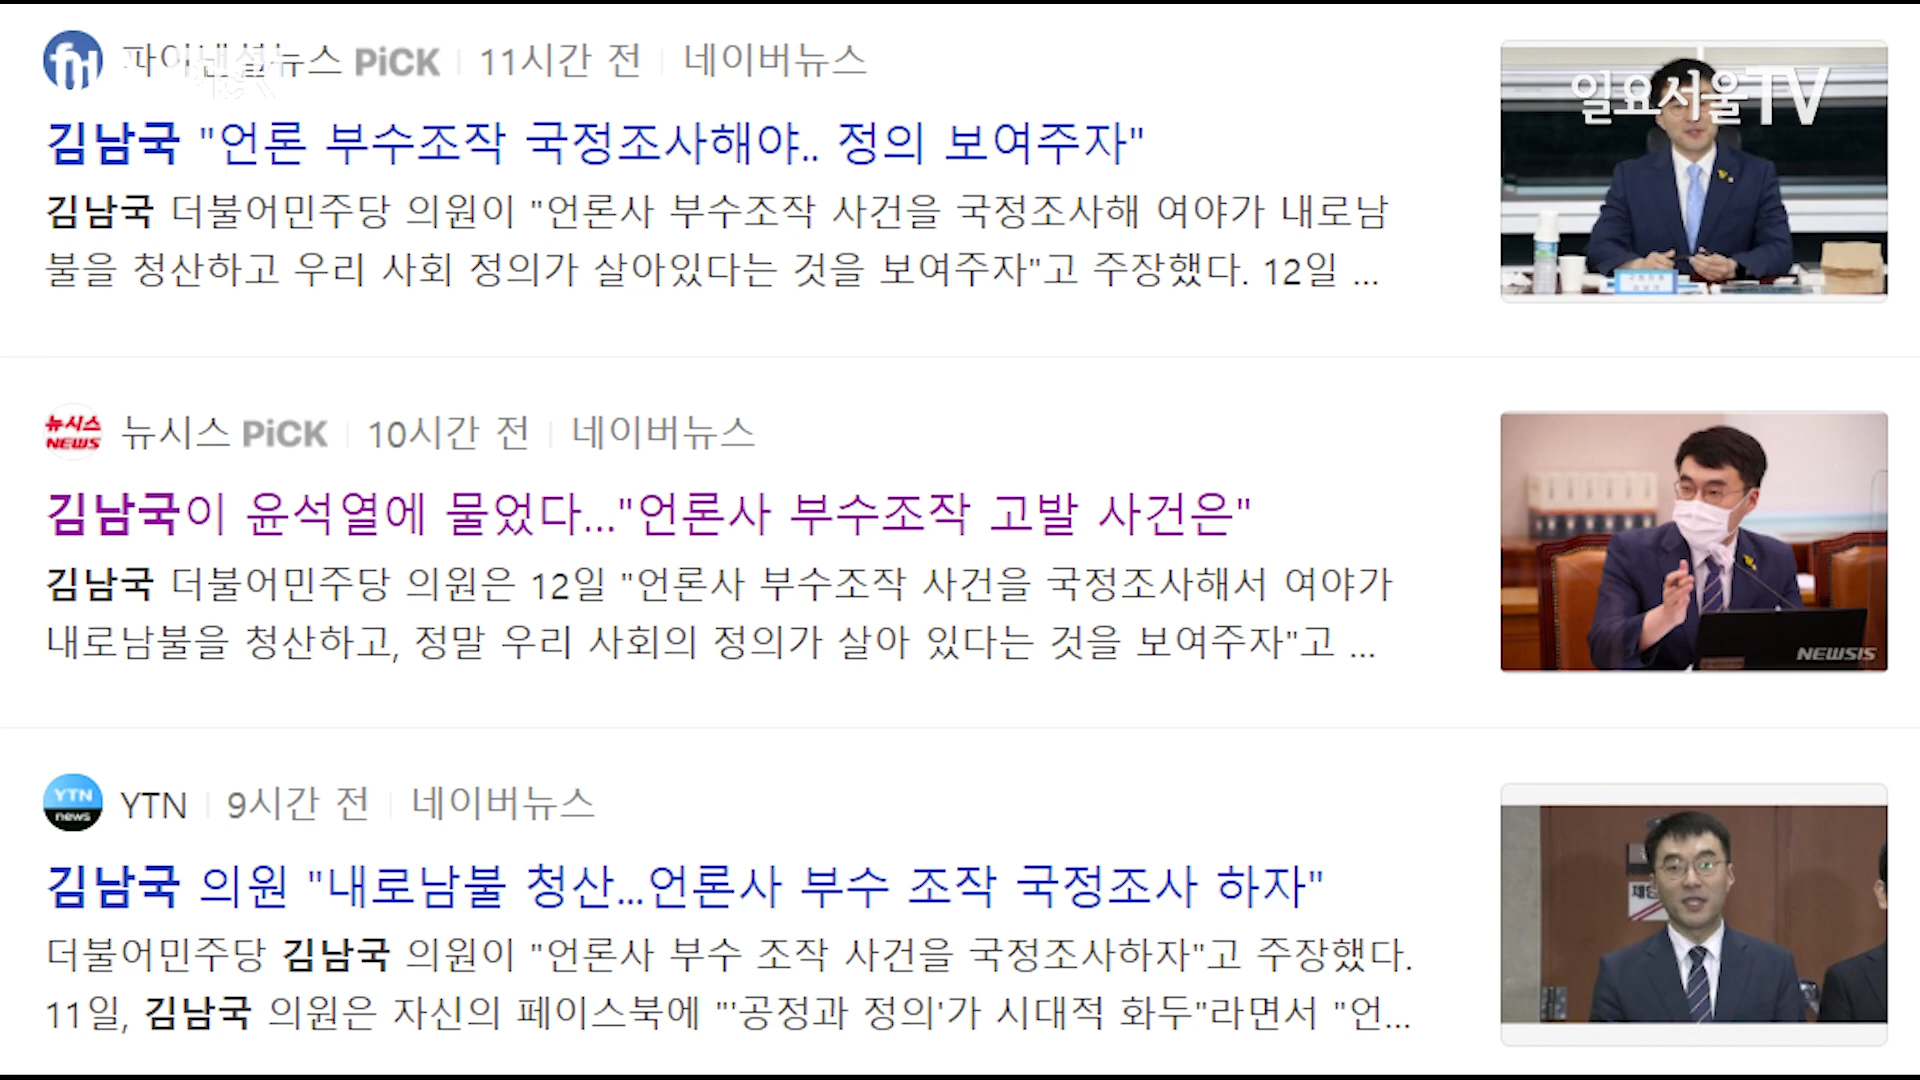 파이낸셜뉴스 PiCK 11시간 전 네이버뉴스
일요서울TV
김남국 "언론 부수조작 국정조사해야.. 정의 보여주자"
김남국 더불어민주당 의원이 "언론사 부수조작 사건을 국정조사해 여야가 내로남
불을 청산하고 우리 사회 정의가 살아있다는 것을 보여주자"고 주장했다. 12일 ...
뉴시스 NEWS
뉴시스 PiCK 10시간 전 네이버뉴스
김남국이 윤석열에 물었다..."언론사 부수조작 고발 사건은"
김남국 더불어민주당 의원은 12일 "언론사 부수조작 사건을 국정조사해서 여야가
내로남불을 청산하고, 정말 우리 사회의 정의가 살아 있다는 것을 보여주자"고 ...
NEWSIS
YTN news
YTN 9시간 전 네이버뉴스
김남국 의원 "내로남불 청산...언론사 부수 조작 국정조사 하자"
더불어민주당 김남국 의원이 "언론사 부수 조작 사건을 국정조사하자"고 주장했다.
11일, 김남국 의원은 자신의 페이스북에 "'공정과 정의'가 시대적 화두"라면서 "언...